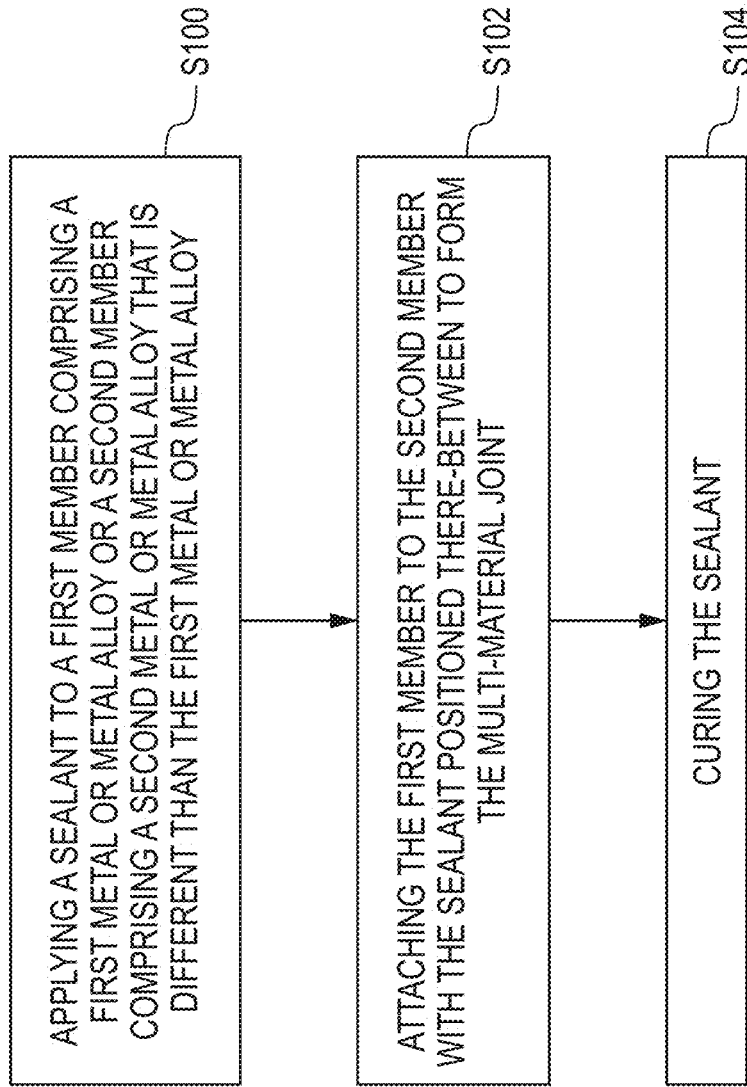 APPLYING A SEALANT TO A FIRST MEMBER COMPRISING A
FIRST METAL OR METAL ALLOY OR A SECOND MEMBER
COMPRISING A SECOND METAL OR METAL ALLOY THAT IS
DIFFERENT THAN THE FIRST METAL OR METAL ALLOY
S100
ATTACHING THE FIRST MEMBER TO THE SECOND MEMBER
WITH THE SEALANT POSITIONED THERE-BETWEEN TO FORM
THE MULTI-MATERIAL JOINT
S102
CURING THE SEALANT
S104